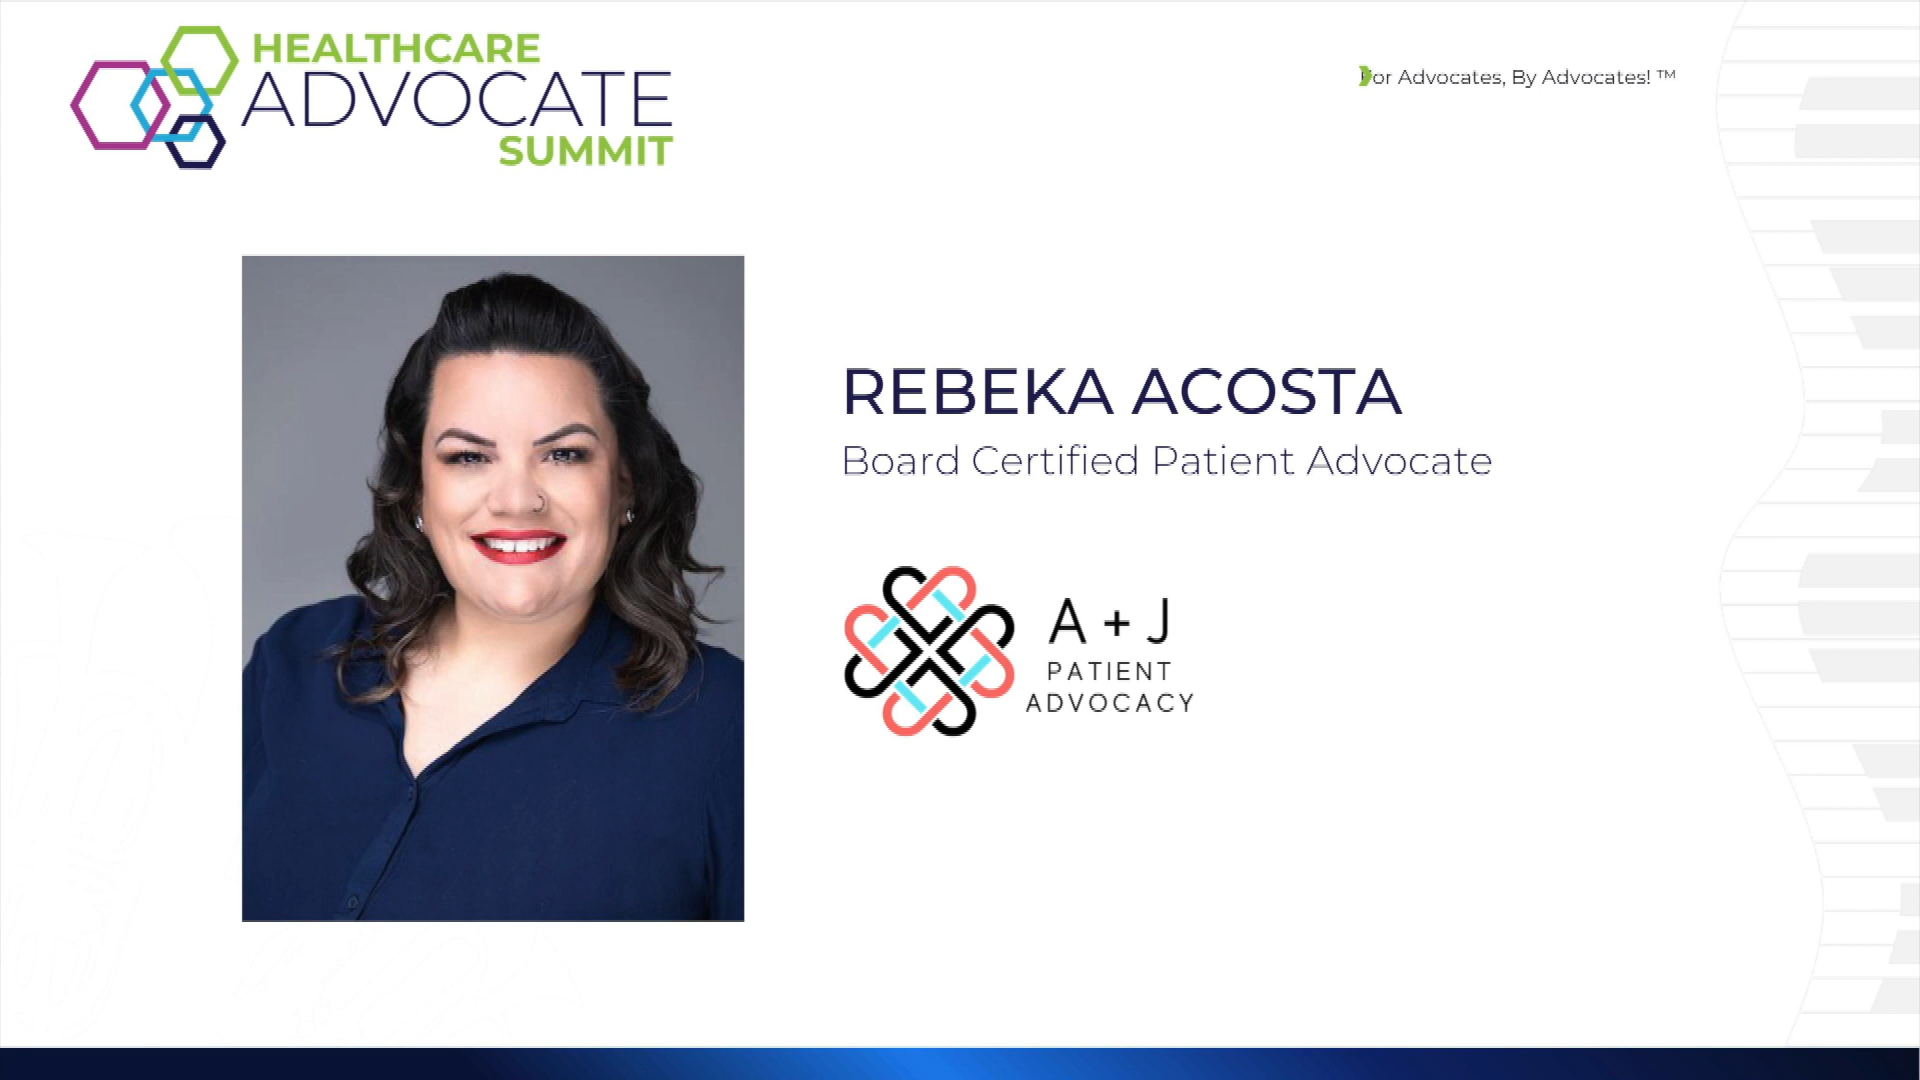 HEALTHCARE
ADVOCATE
SUMMIT
For Advocates, By Advocates! ™
REBEKA ACOSTA
Board Certified Patient Advocate
A + J
PATIENT
ADVOCACY